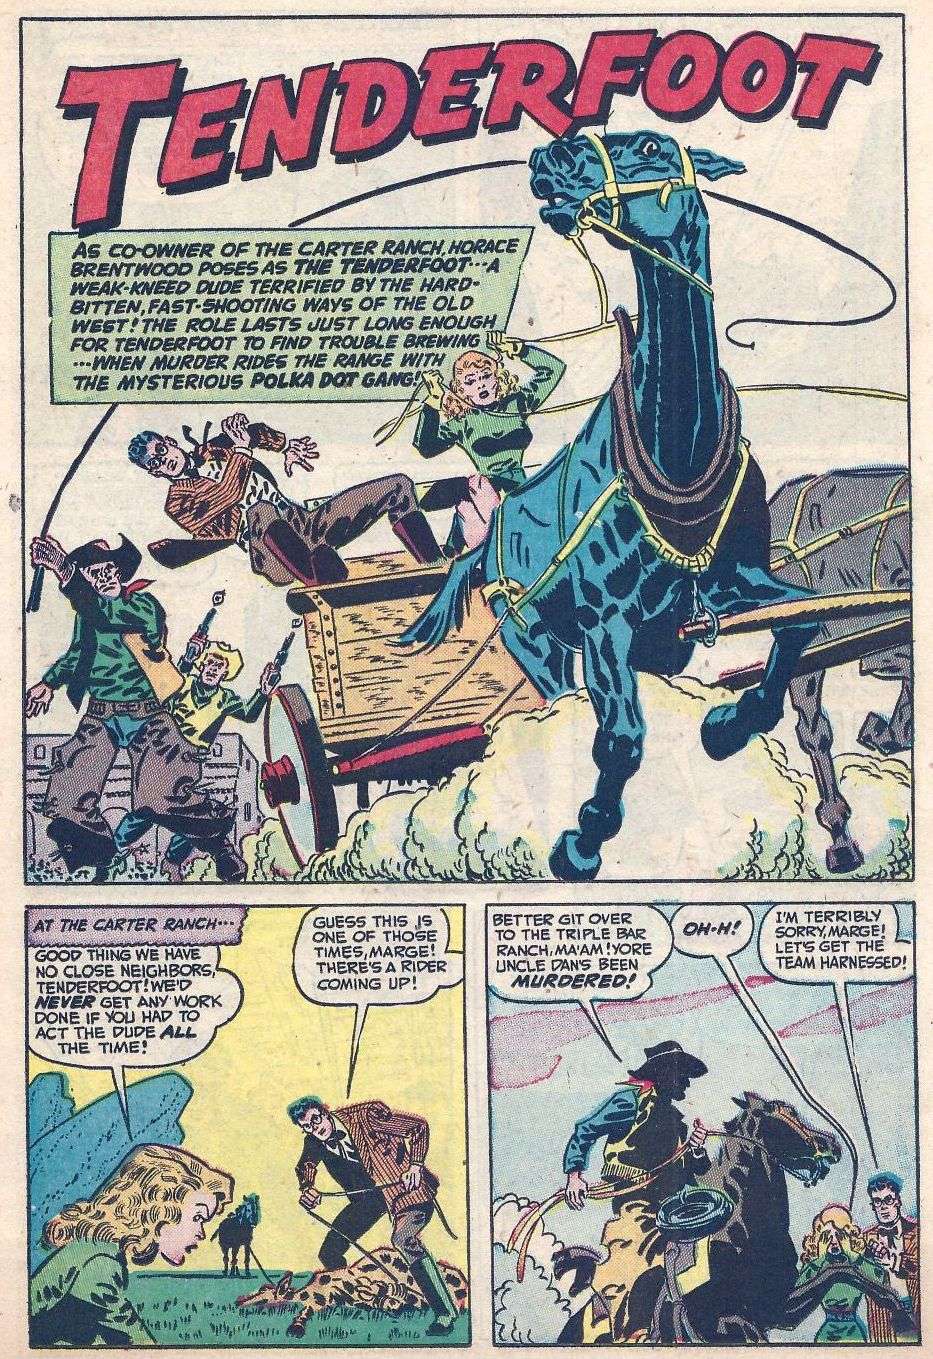 TENDERFOOT
AS CO-OWNER OF THE CARTER RANCH, HORACE
BRENTWOOD POSES AS THE TENDERFOOT--A
WEAK-KNEED DUDE TERRIFIED BY THE HARD-
BITTEN, FAST-SHOOTING WAYS OF THE OLD
WEST! THE ROLE LASTS JUST LONG ENOUGH
FOR TENDERFOOT TO FIND TROUBLE BREWING
...WHEN MURDER RIDES THE RANGE WITH
THE MYSTERIOUS POLKA DOT GANG!
AT THE CARTER RANCH---
GOOD THING WE HAVE
NO CLOSE NEIGHBORS,
TENDERFOOT! WE'D
NEVER GET ANY WORK
DONE IF YOU HAD TO
ACT THE DUDE ALL
THE TIME!
GUESS THIS IS
ONE OF THOSE
TIMES, MARGE!
THERE'S A RIDER
COMING UP!
BETTER GIT OVER
TO THE TRIPLE BAR
RANCH, MA'AM! YORE
UNCLE DAN'S BEEN
MURDERED!
OH-H!
I'M TERRIBLY
SORRY, MARGE!
LET'S GET THE
TEAM HARNESSED!